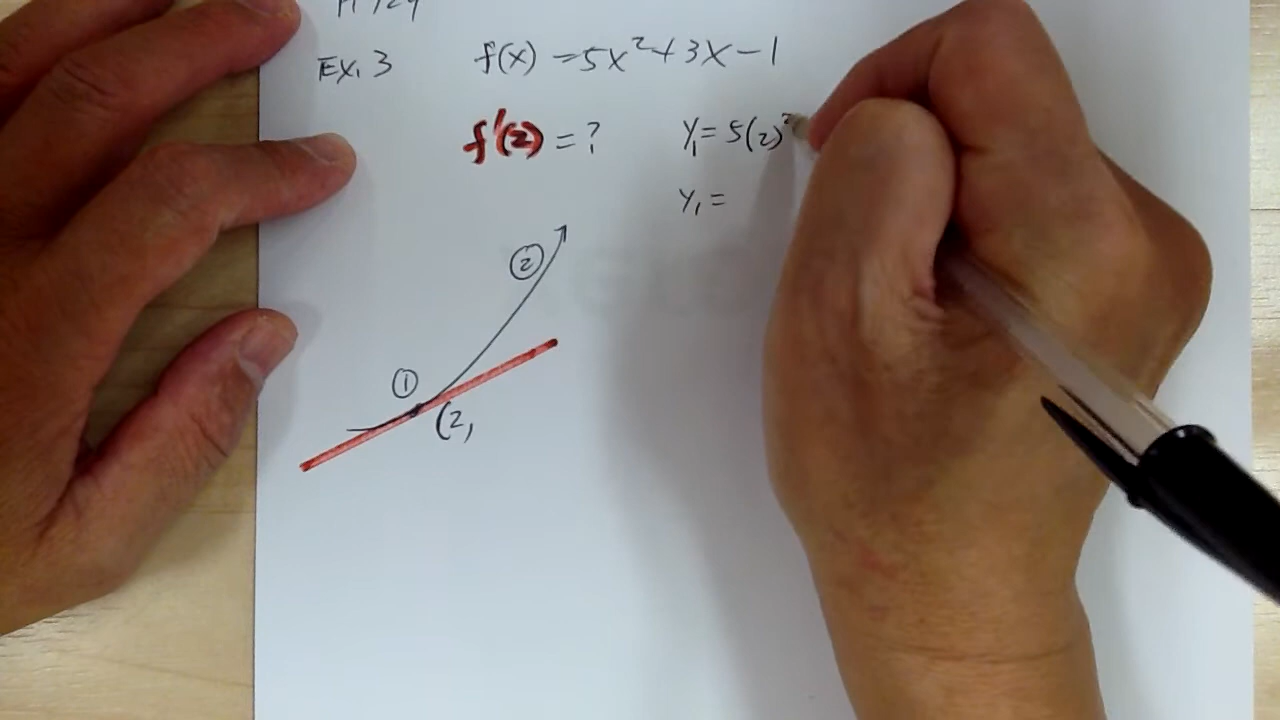 Ex. 3 f(x) = 5x² + 3x - 1
f'(2) = ? y₁ = 5(2)²
y₁ =
②
①
(2,